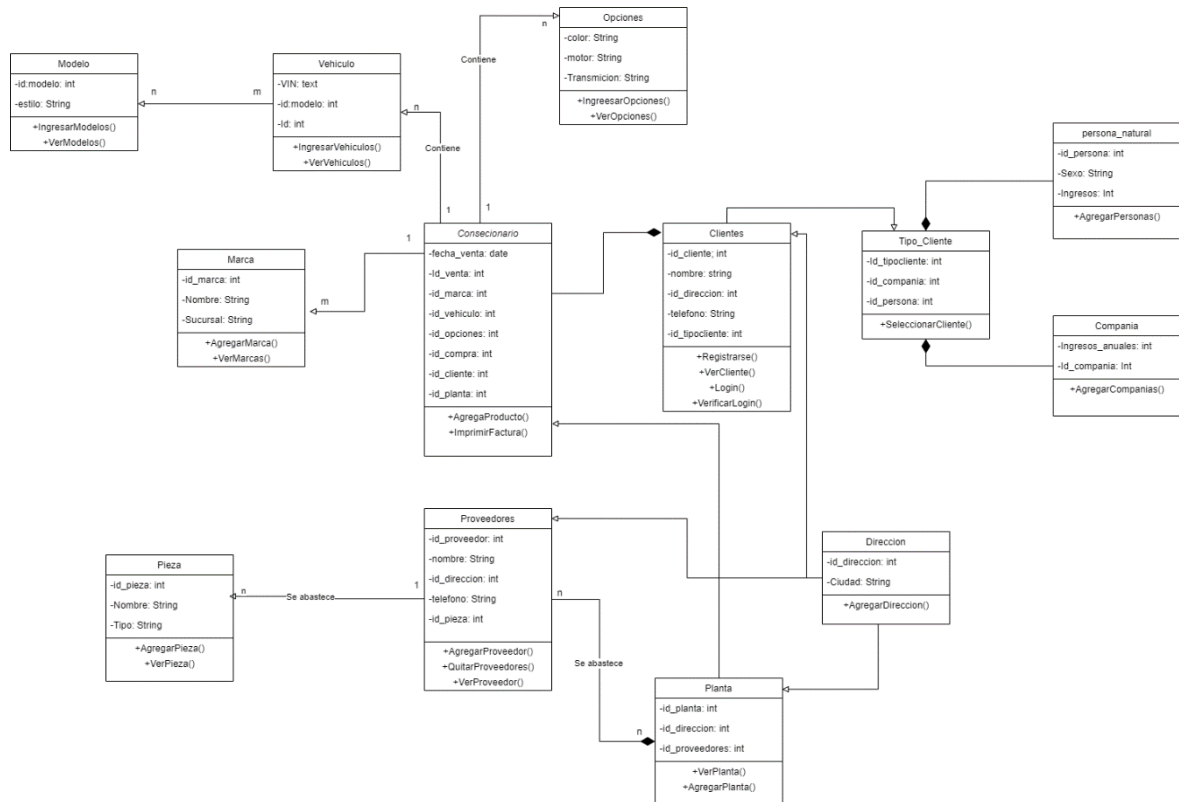 Opciones
-color: String
-motor: String
-Transmicion: String
+IngreesarOpciones()
+VerOpciones()
n
Contiene
1
Modelo
-id:modelo: int
-estilo: String
+IngresarModelos()
+VerModelos()
n
m
Vehiculo
-VIN: text
-id:modelo: int
-Id: int
+IngresarVehiculos()
+VerVehiculos()
n
Contiene
1
persona_natural
-id_persona: int
-Sexo: String
-Ingresos: Int
+AgregarPersonas()
Consecionario
-fecha_venta: date
-Id_venta: int
-id_marca: int
-id_vehiculo: int
-id_opciones: int
-id_compra: int
-id_cliente: int
-id_planta: int
+AgregaProducto()
+ImprimirFactura()
1
m
Marca
-id_marca: int
-Nombre: String
-Sucursal: String
+AgregarMarca()
+VerMarcas()
Clientes
-id_cliente; int
-nombre: string
-id_direccion: int
-telefono: String
-id_tipocliente: int
+Registrarse()
+VerCliente()
+Login()
+VerificarLogin()
Tipo_Cliente
-Id_tipocliente: int
-id_compania: int
-id_persona: int
+SeleccionarCliente()
Compania
-Ingresos_anuales: int
-Id_compania: Int
+AgregarCompanias()
Proveedores
-id_proveedor: int
-nombre: String
-id_direccion: int
-telefono: String
-id_pieza: int
+AgregarProveedor()
+QuitarProveedores()
+VerProveedor()
Pieza
-id_pieza: int
-Nombre: String
-Tipo: String
+AgregarPieza()
+VerPieza()
n
Se abastece
1
n
Se abastece
n
Direccion
-id_direccion: int
-Ciudad: String
+AgregarDireccion()
Planta
-id_planta: int
-id_direccion: int
-id_proveedores: int
+VerPlanta()
+AgregarPlanta()